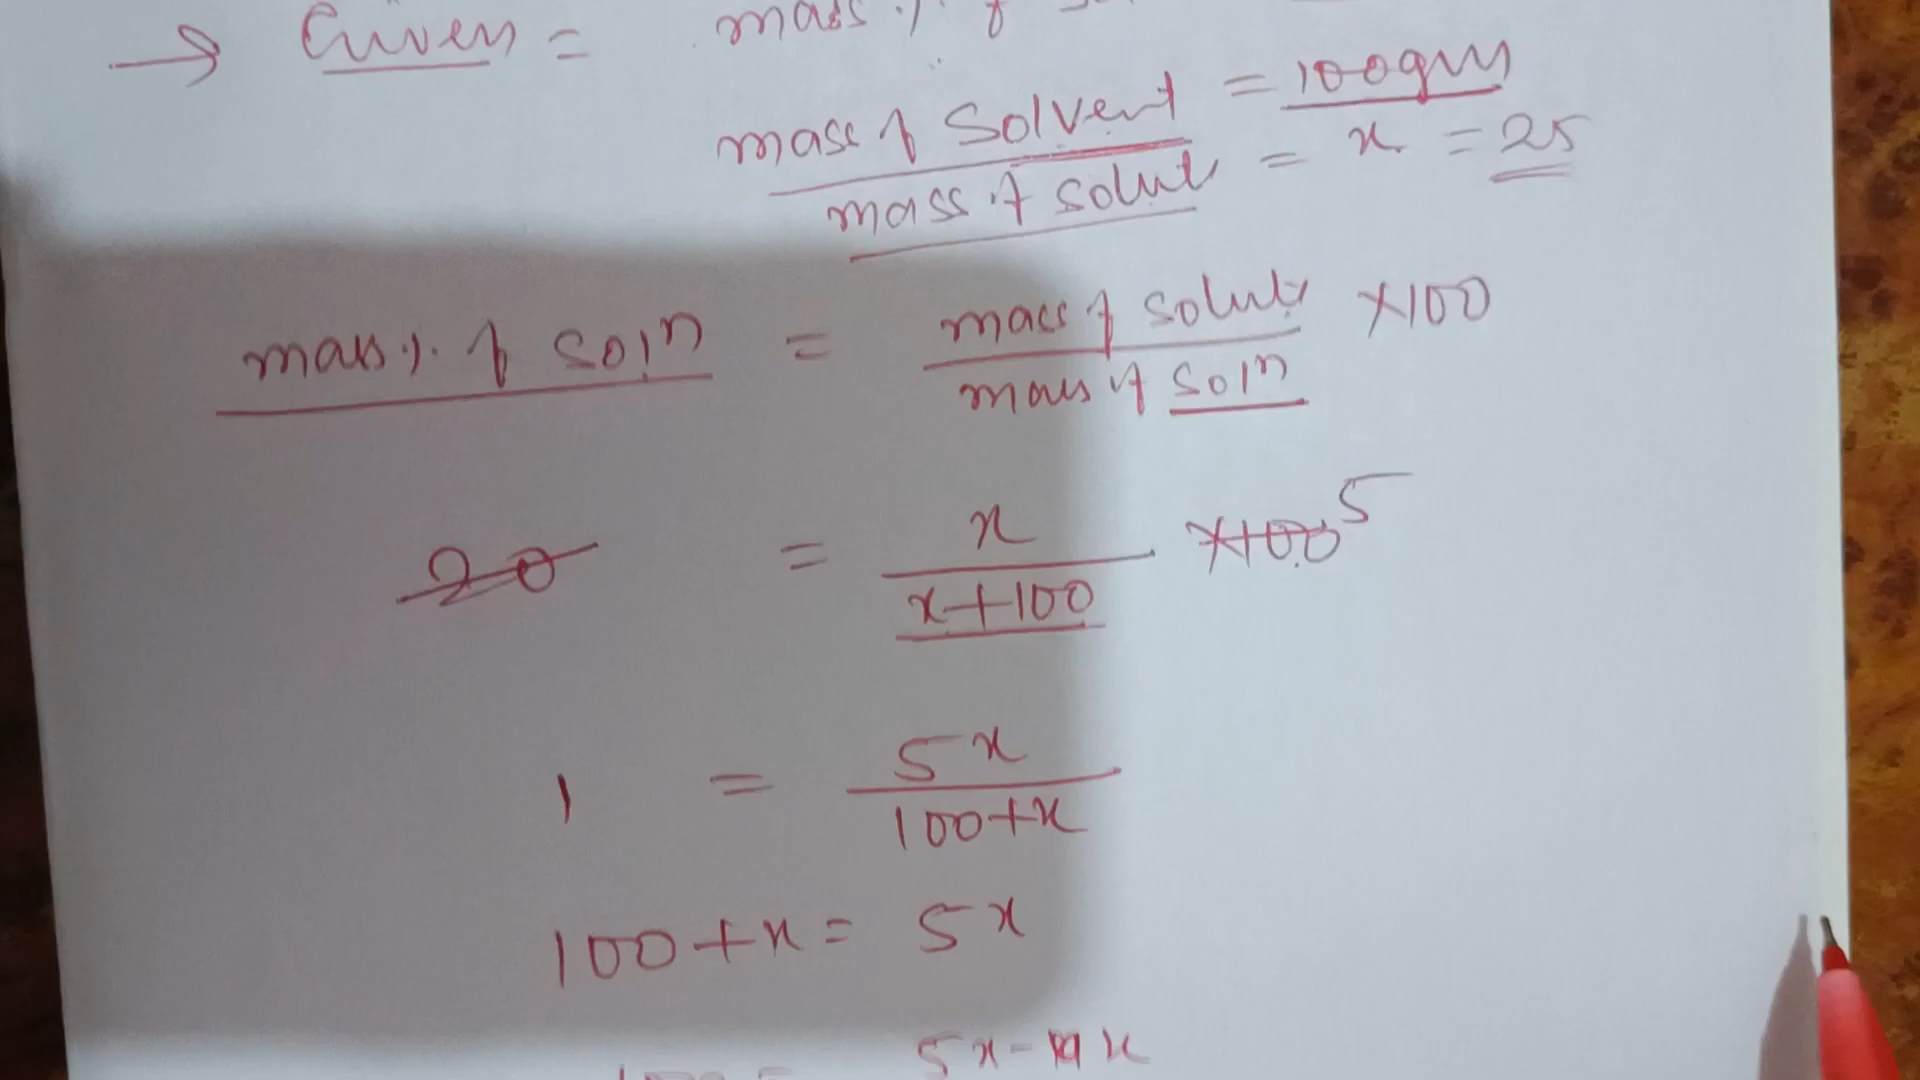 → Given = mass % of
mass of Solvent = 100gm
mass of solute = x = 25
mass % of solⁿ = mass of solute / mass of solⁿ ×100
20 = x / x+100 ×100 5
1 = 5x / 100+x
100+x = 5x
5x - x